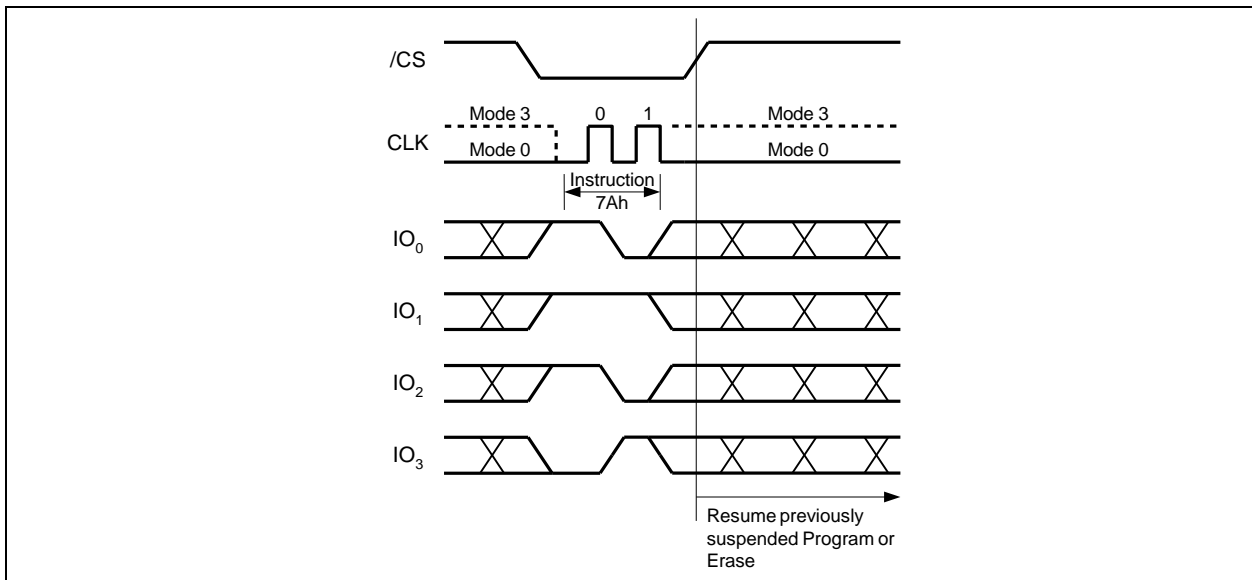 /CS
Mode 3 0 1 Mode 3
CLK
Mode 0 Mode 0
Instruction
7Ah
IO0
IO1
IO2
IO3
Resume previously
suspended Program or
Erase